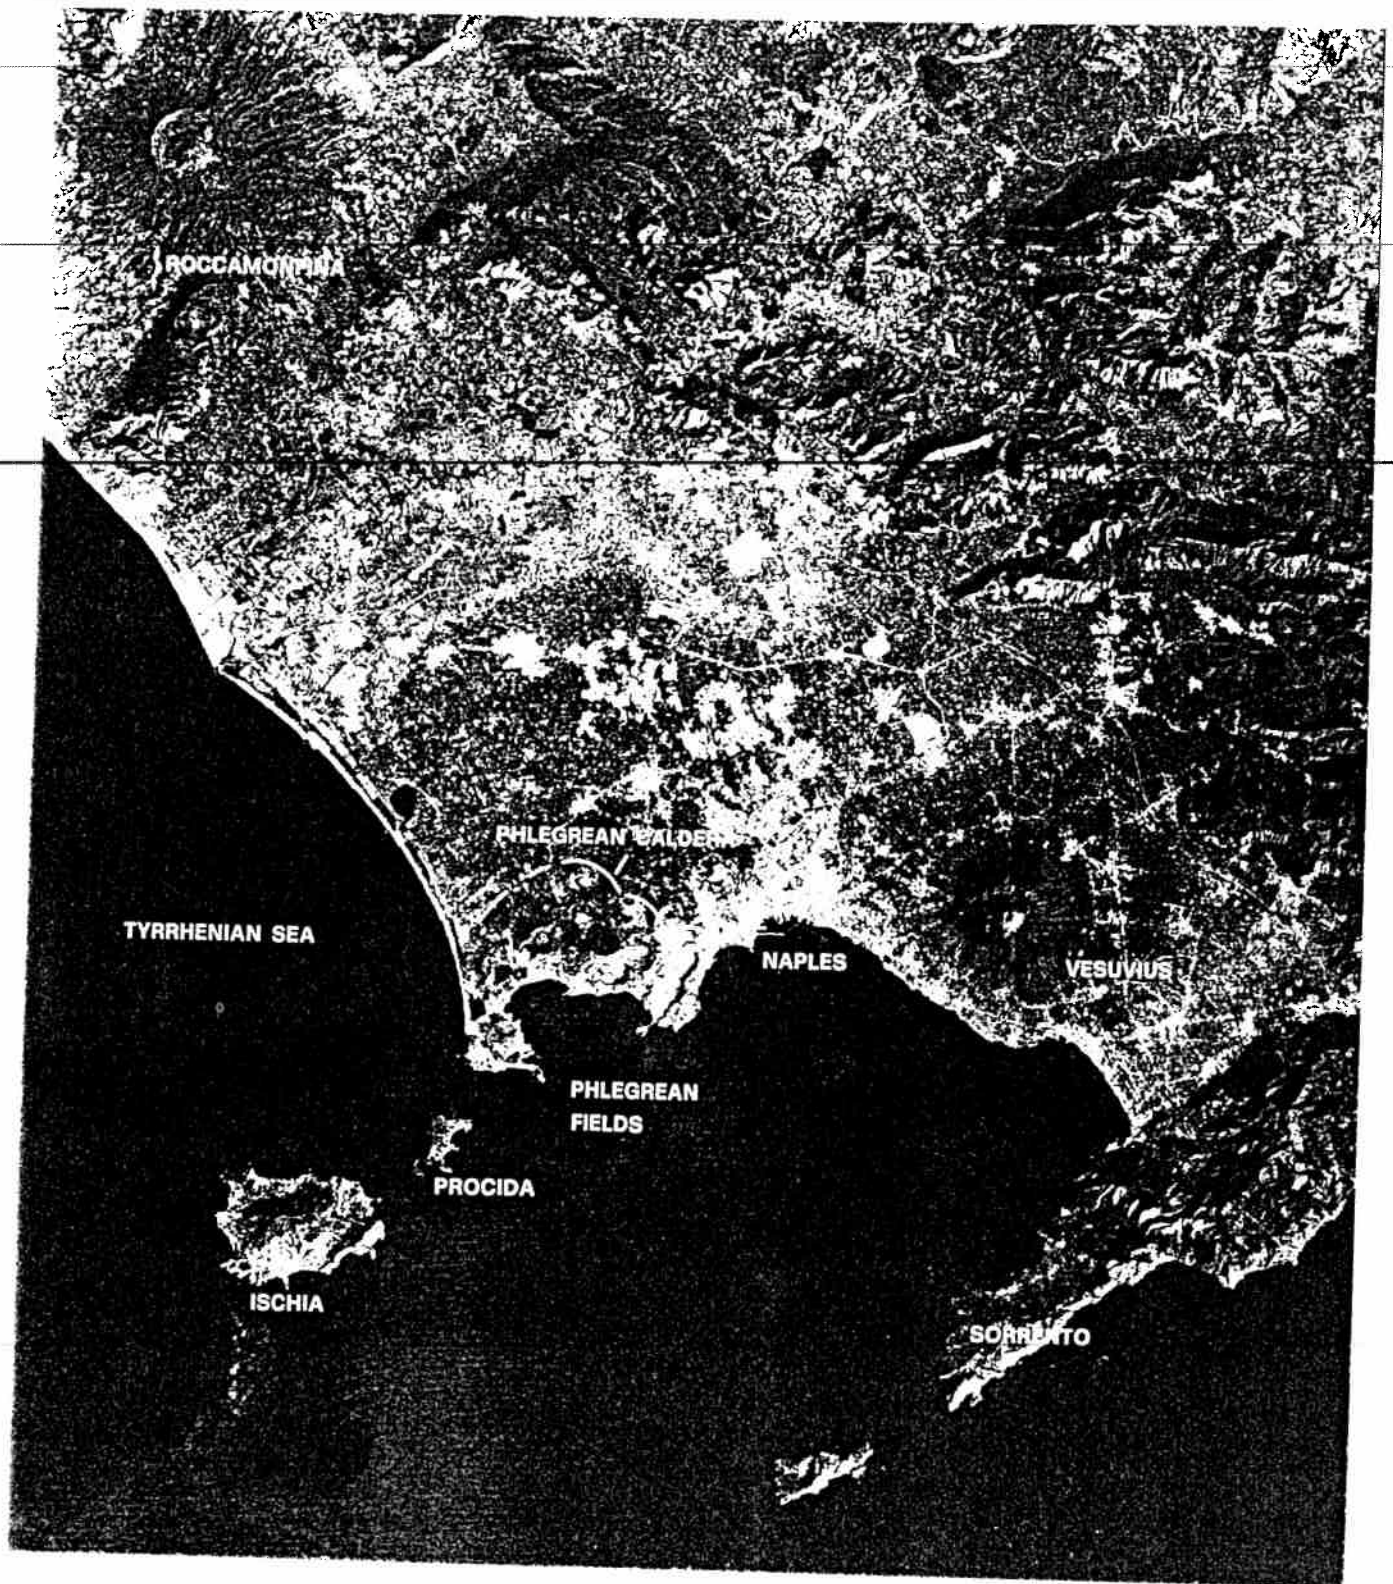 ROCCAMONFINA
PHLEGREAN CALDERA
TYRRHENIAN SEA
NAPLES
VESUVIUS
PHLEGREAN
FIELDS
PROCIDA
ISCHIA
SORRENTO